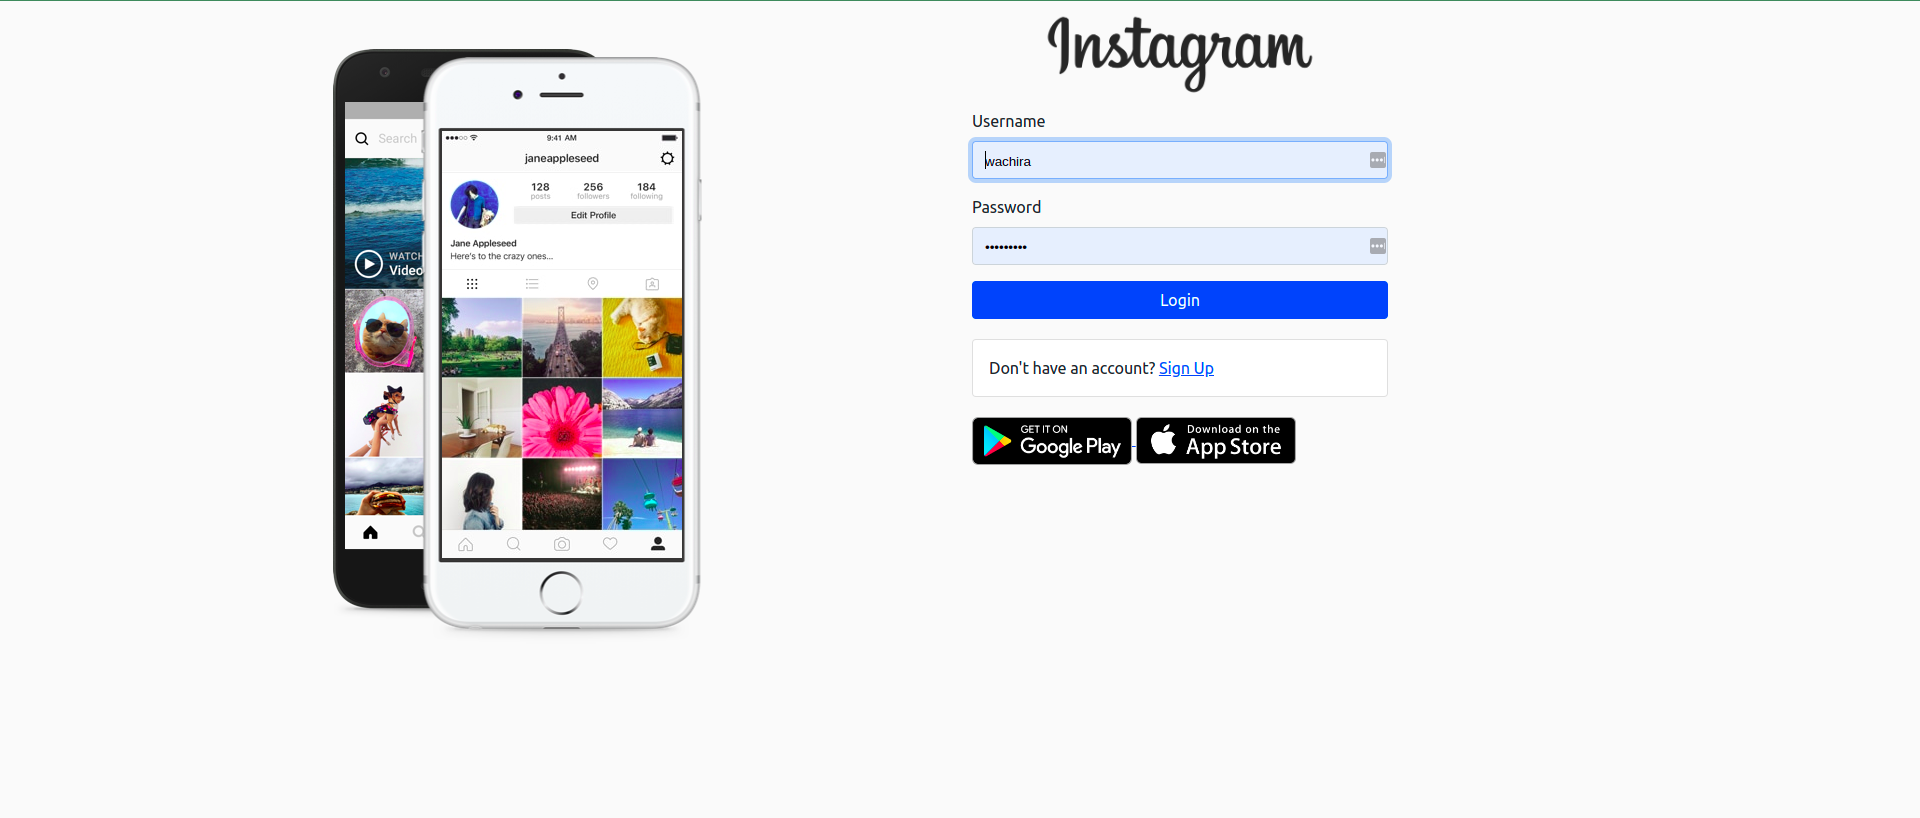 Search
WATCH
Video
9:41 AM
janeappleseed
128
posts
256
followers
184
following
Edit Profile
Jane Appleseed
Here's to the crazy ones...
Instagram
Username
wachira
Password
•••••••••
Login
Don't have an account? Sign Up
GET IT ON
Google Play
Download on the
App Store